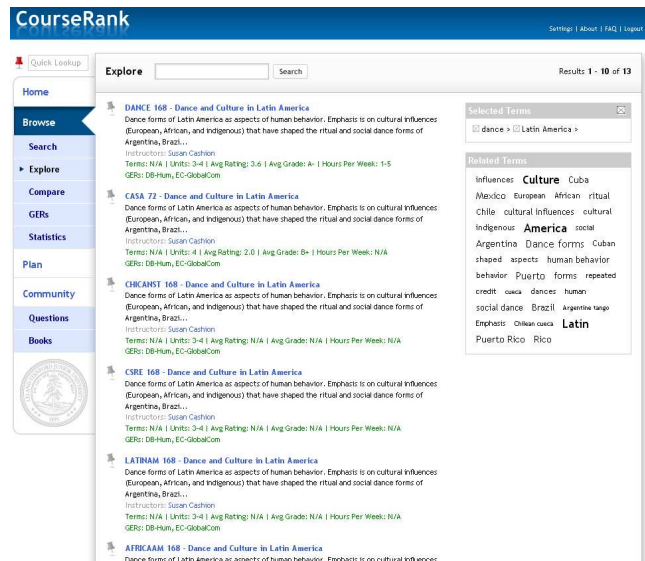 CourseRank
Settings | About | FAQ | Logout
Quick Lookup
Home
Browse
Search
Explore
Compare
GERs
Statistics
Plan
Community
Questions
Books
Explore
Search
Results 1 - 10 of 13
DANCE 168 - Dance and Culture in Latin America
Dance forms of Latin America as aspects of human behavior. Emphasis is on cultural influences
(European, African, and indigenous) that have shaped the ritual and social dance forms of
Argentina, Brazi...
Instructors: Susan Cashion
Terms: N/A | Units: 3-4 | Avg Rating: 3.6 | Avg Grade: A- | Hours Per Week: 1-5
GERs: DB-Hum, EC-GlobalCom
CASA 72 - Dance and Culture in Latin America
Dance forms of Latin America as aspects of human behavior. Emphasis is on cultural influences
(European, African, and indigenous) that have shaped the ritual and social dance forms of
Argentina, Brazi...
Instructors: Susan Cashion
Terms: N/A | Units: 4 | Avg Rating: 2.0 | Avg Grade: B+ | Hours Per Week: N/A
GERs: DB-Hum, EC-GlobalCom
CHICANST 168 - Dance and Culture in Latin America
Dance forms of Latin America as aspects of human behavior. Emphasis is on cultural influences
(European, African, and indigenous) that have shaped the ritual and social dance forms of
Argentina, Brazi...
Instructors: Susan Cashion
Terms: N/A | Units: 3-4 | Avg Rating: N/A | Avg Grade: N/A | Hours Per Week: N/A
GERs: DB-Hum, EC-GlobalCom
CSRE 168 - Dance and Culture in Latin America
Dance forms of Latin America as aspects of human behavior. Emphasis is on cultural influences
(European, African, and indigenous) that have shaped the ritual and social dance forms of
Argentina, Brazi...
Instructors: Susan Cashion
Terms: N/A | Units: 3-4 | Avg Rating: N/A | Avg Grade: N/A | Hours Per Week: N/A
GERs: DB-Hum, EC-GlobalCom
LATINAM 168 - Dance and Culture in Latin America
Dance forms of Latin America as aspects of human behavior. Emphasis is on cultural influences
(European, African, and indigenous) that have shaped the ritual and social dance forms of
Argentina, Brazi...
Instructors: Susan Cashion
Terms: N/A | Units: 3-4 | Avg Rating: N/A | Avg Grade: N/A | Hours Per Week: N/A
GERs: DB-Hum, EC-GlobalCom
AFRICAAM 168 - Dance and Culture in Latin America
Dance forms of Latin America as aspects of human behavior. Emphasis is on cultural influences
Selected Terms
dance > Latin America >
Related Terms
influences Culture Cuba
Mexico European African ritual
Chile cultural influences cultural
indigenous America social
Argentina Dance forms Cuban
shaped aspects human behavior
behavior Puerto forms repeated
credit cueca dances human
social dance Brazil Argentine tango
Emphasis Chilean cueca Latin
Puerto Rico Rico